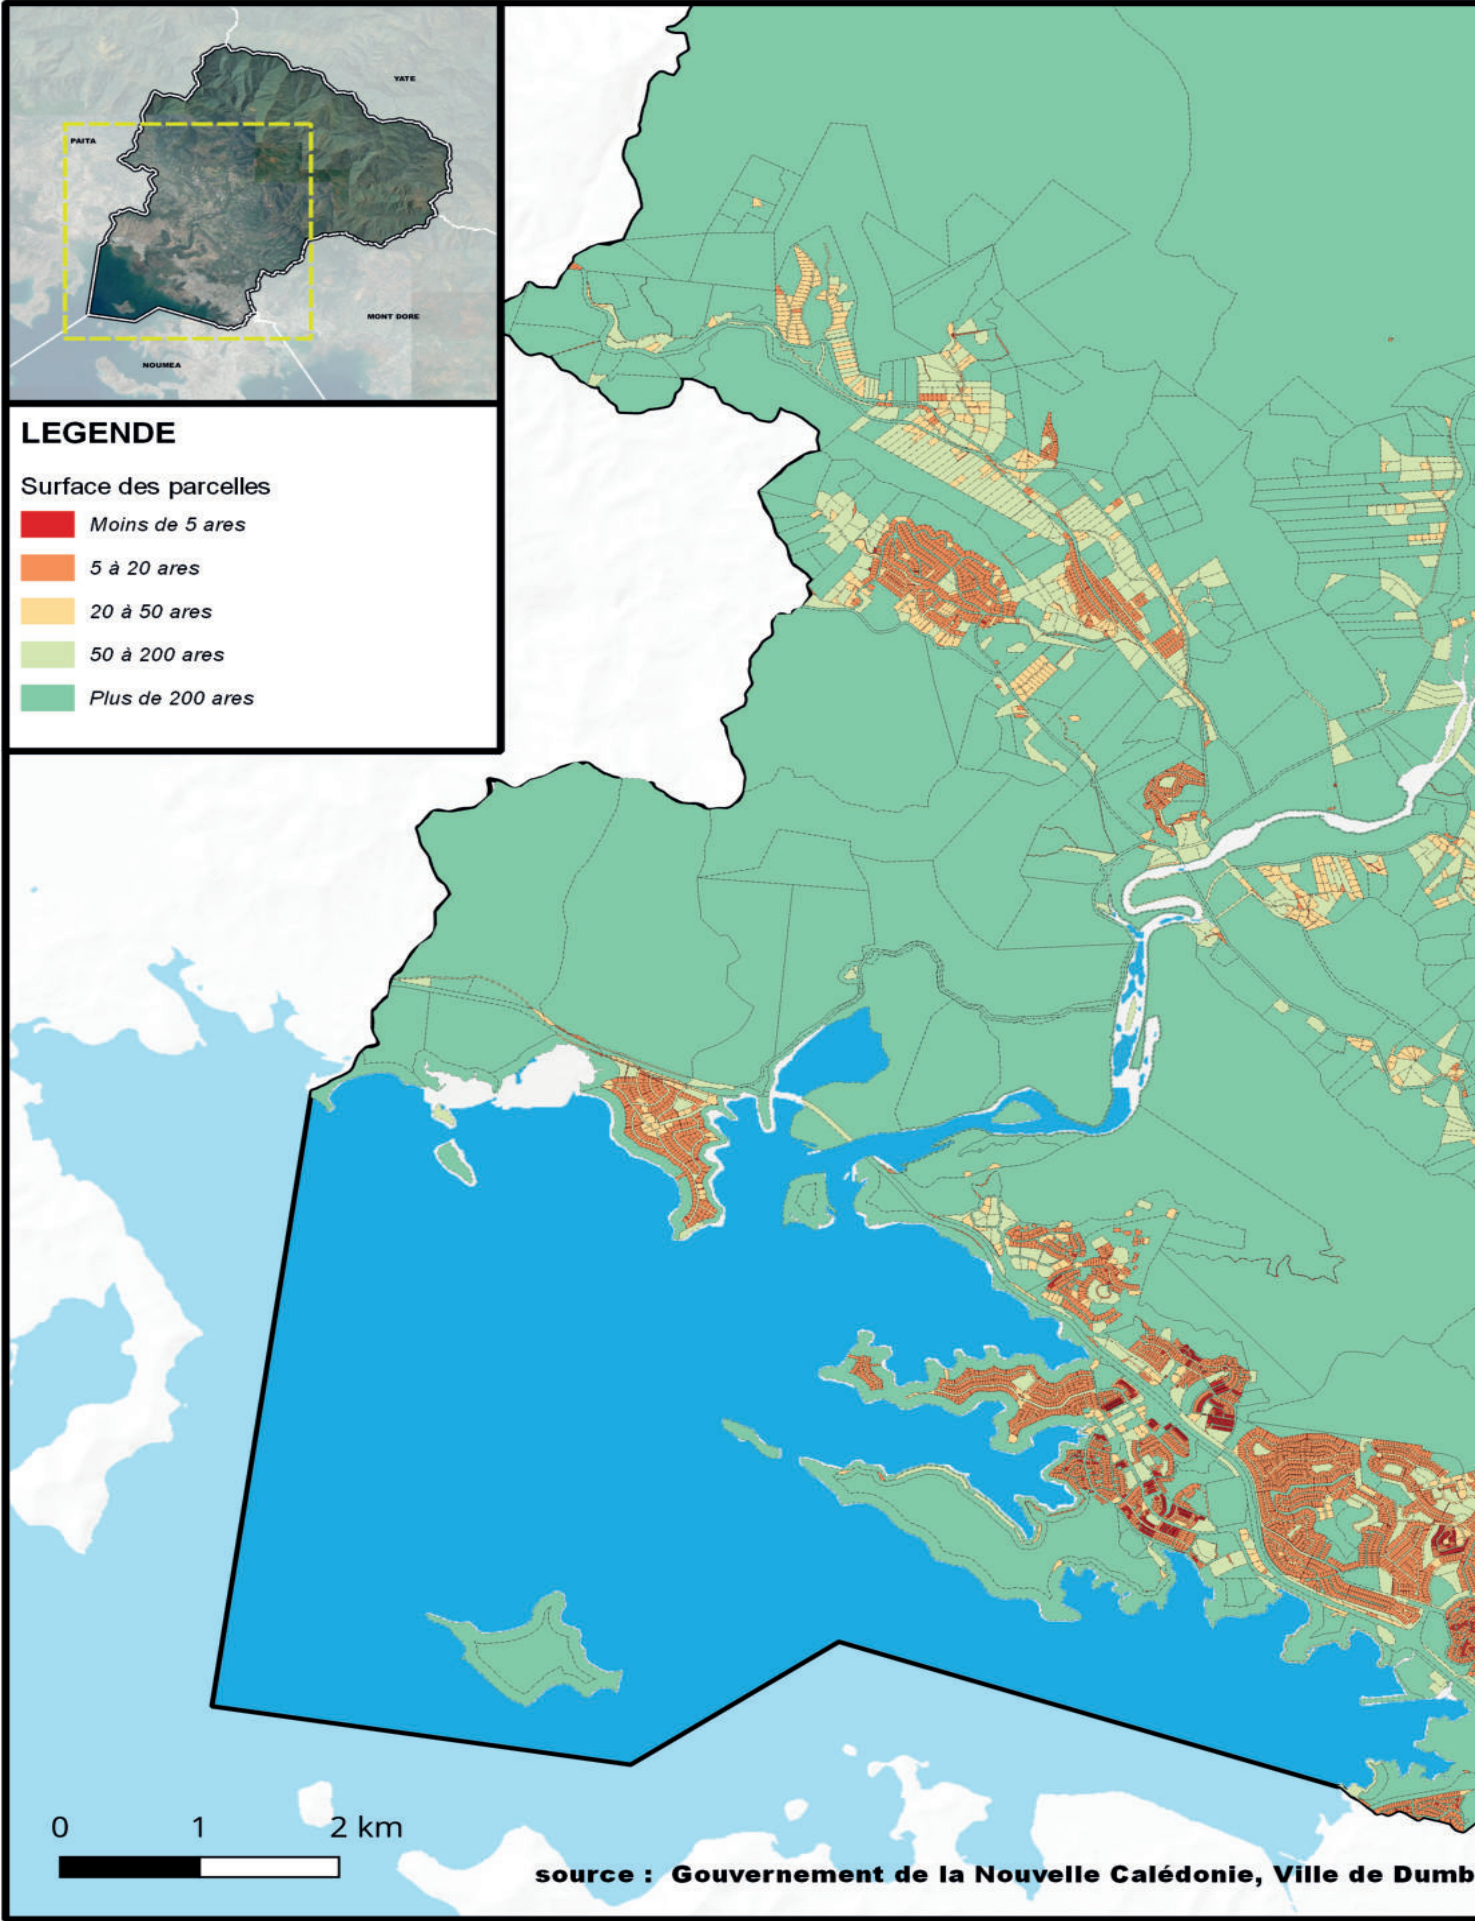 YATE
PAITA
MONT DORE
NOUMEA
LEGENDE
Surface des parcelles
Moins de 5 ares
5 à 20 ares
20 à 50 ares
50 à 200 ares
Plus de 200 ares
0 1 2 km
source : Gouvernement de la Nouvelle Calédonie, Ville de Dumb